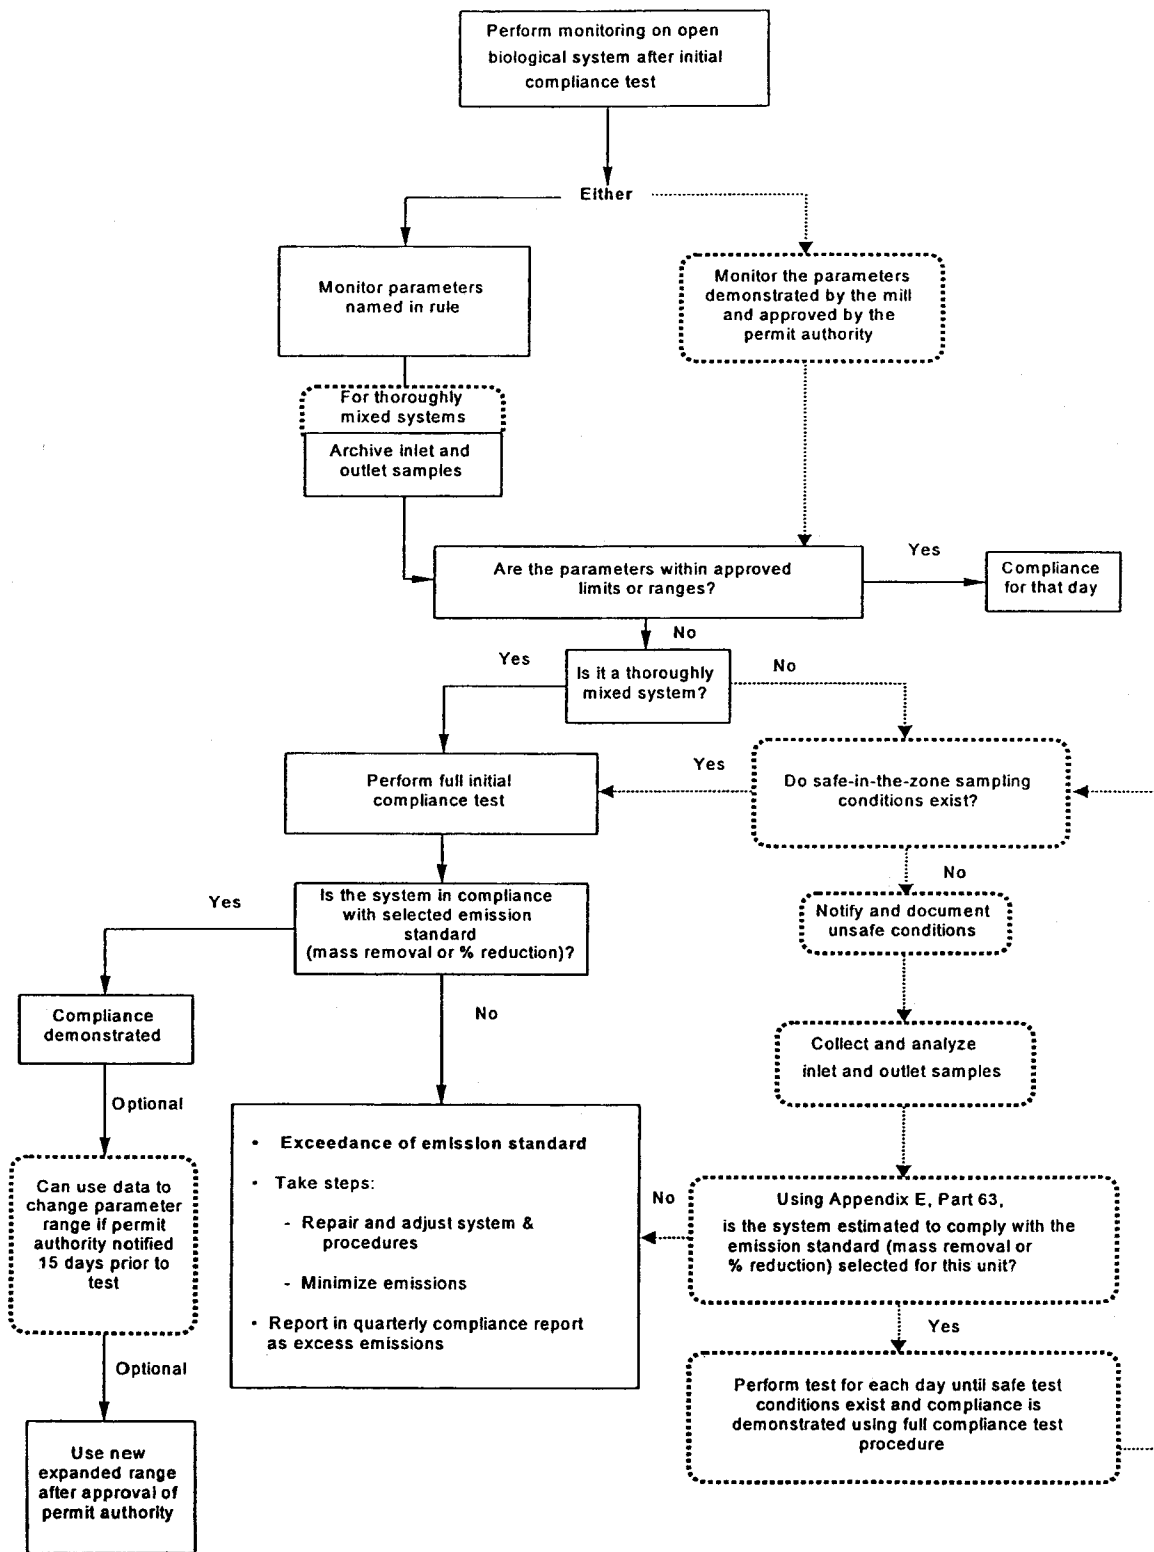 Perform monitoring on open
biological system after initial
compliance test
Either
Monitor parameters
named in rule
Monitor the parameters
demonstrated by the mill
and approved by the
permit authority
For thoroughly
mixed systems
Archive inlet and
outlet samples
Are the parameters within approved
limits or ranges?
Yes
Compliance
for that day
No
Is it a thoroughly
mixed system?
Yes
No
Perform full initial
compliance test
Yes
Do safe-in-the-zone sampling
conditions exist?
No
Notify and document
unsafe conditions
Is the system in compliance
with selected emission
standard
(mass removal or % reduction)?
Yes
No
Compliance
demonstrated
Optional
Can use data to
change parameter
range if permit
authority notified
15 days prior to
test
Optional
Use new
expanded range
after approval of
permit authority
• Exceedance of emission standard
• Take steps:
- Repair and adjust system &
procedures
- Minimize emissions
• Report in quarterly compliance report
as excess emissions
Collect and analyze
inlet and outlet samples
No
Using Appendix E, Part 63,
is the system estimated to comply with the
emission standard (mass removal or
% reduction) selected for this unit?
Yes
Perform test for each day until safe test
conditions exist and compliance is
demonstrated using full compliance test
procedure